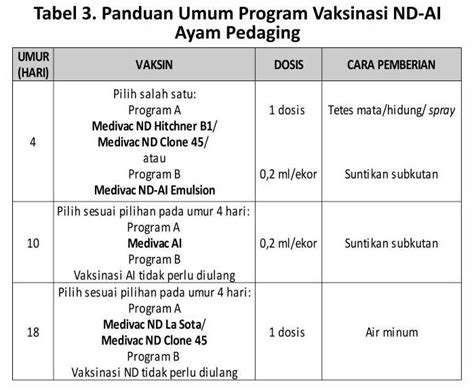 Tabel 3. Panduan Umum Program Vaksinasi ND-AI
Ayam Pedaging
UMUR
(HARI)
VAKSIN
DOSIS
CARA PEMBERIAN
4
Pilih salah satu:
Program A
Medivac ND Hitchner B1/
Medivac ND Clone 45/
atau
Program B
Medivac ND-AI Emulsion
1 dosis
0,2 ml/ekor
Tetes mata/hidung/ spray
Suntikan subkutan
10
Pilih sesuai pilihan pada umur 4 hari:
Program A
Medivac AI
Program B
Vaksinasi AI tidak perlu diulang
0,2 ml/ekor
Suntikan subkutan
18
Pilih sesuai pilihan pada umur 4 hari:
Program A
Medivac ND La Sota/
Medivac ND Clone 45
Program B
Vaksinasi ND tidak perlu diulang
1 dosis
Air minum